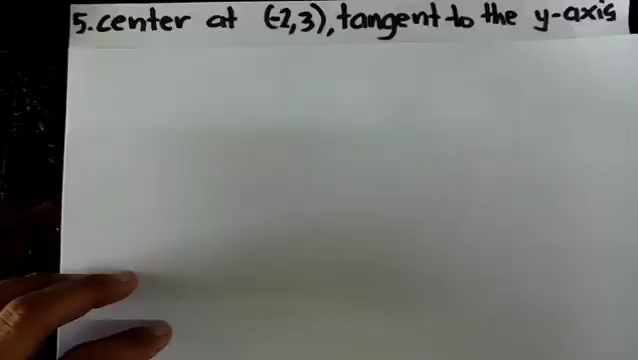 5. center at (-2,3), tangent to the y-axis